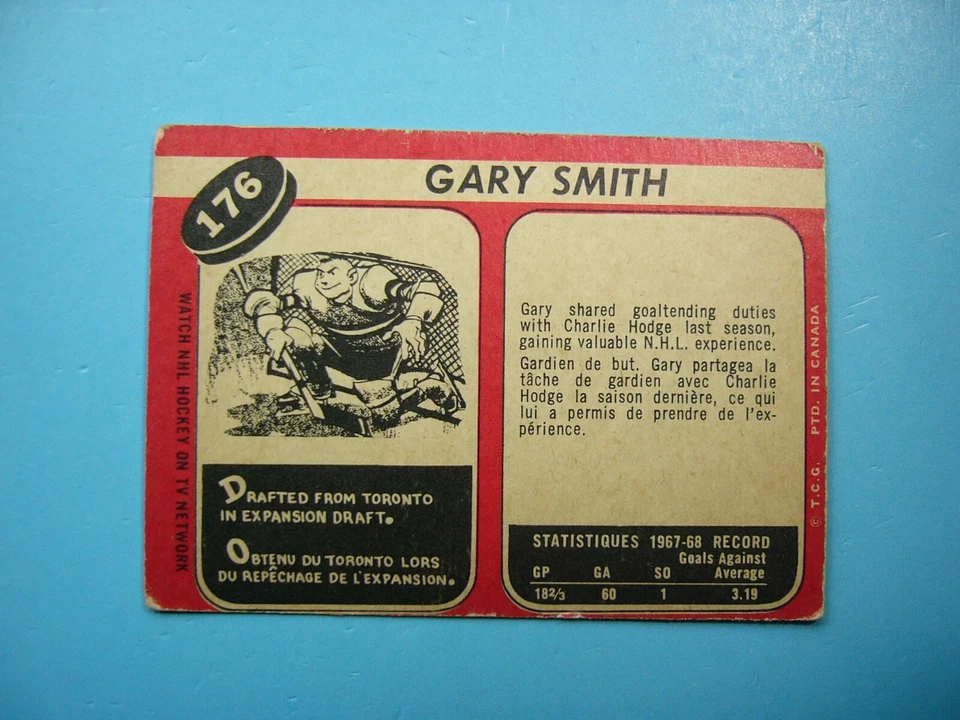 176
GARY SMITH
WATCH NHL HOCKEY ON TV NETWORK
DRAFTED FROM TORONTO
IN EXPANSION DRAFT.
OBTENU DU TORONTO LORS
DU REPÊCHAGE DE L'EXPANSION.
Gary shared goaltending duties
with Charlie Hodge last season,
gaining valuable N.H.L. experience.
Gardien de but. Gary partagea la
tâche de gardien avec Charlie
Hodge la saison dernière, ce qui
lui a permis de prendre de l'ex-
périence.
STATISTIQUES 1967-68 RECORD
Goals Against
GP GA SO Average
18 2/3 60 1 3.19
© T.C.G. PTD. IN CANADA